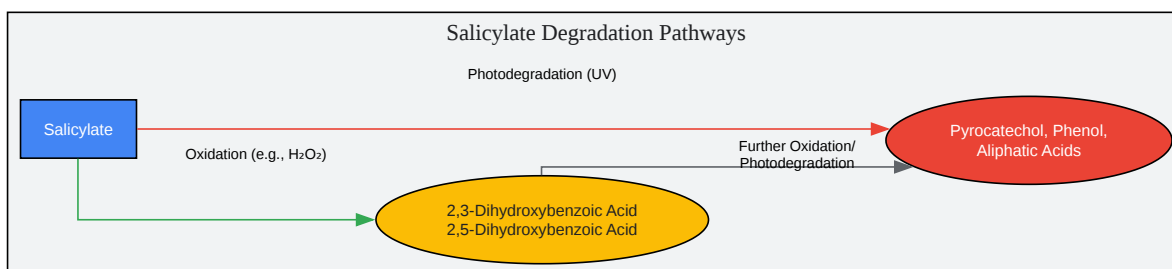 Salicylate Degradation Pathways
Photodegradation (UV)
Salicylate
Pyrocatechol, Phenol,
Aliphatic Acids
Oxidation (e.g., H₂O₂)
Further Oxidation/
Photodegradation
2,3-Dihydroxybenzoic Acid
2,5-Dihydroxybenzoic Acid